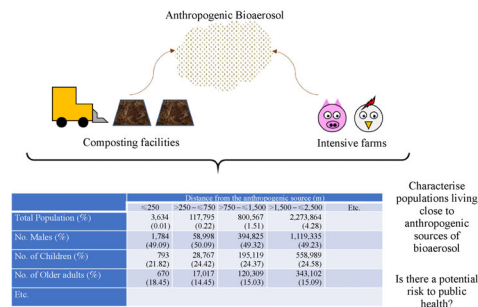 Anthropogenic Bioaerosol
Composting facilities
Intensive farms
Distance from the anthropogenic source (m)
≤250 >250-≤750 >750-≤1,500 >1,500-≤2,500 Etc.
Total Population (%) 3,634 117,795 800,567 2,273,864
(0.01) (0.22) (1.51) (4.28)
No. Males (%) 1,784 58,998 394,825 1,119,335
(49.09) (50.09) (49.32) (49.23)
No. of Children (%) 793 28,767 195,119 558,989
(21.82) (24.42) (24.37) (24.58)
No. of Older adults (%) 670 17,017 120,309 343,102
(18.45) (14.45) (15.03) (15.09)
Etc.
Characterise
populations living
close to
anthropogenic
sources of
bioaerosol
Is there a potential
risk to public
health?